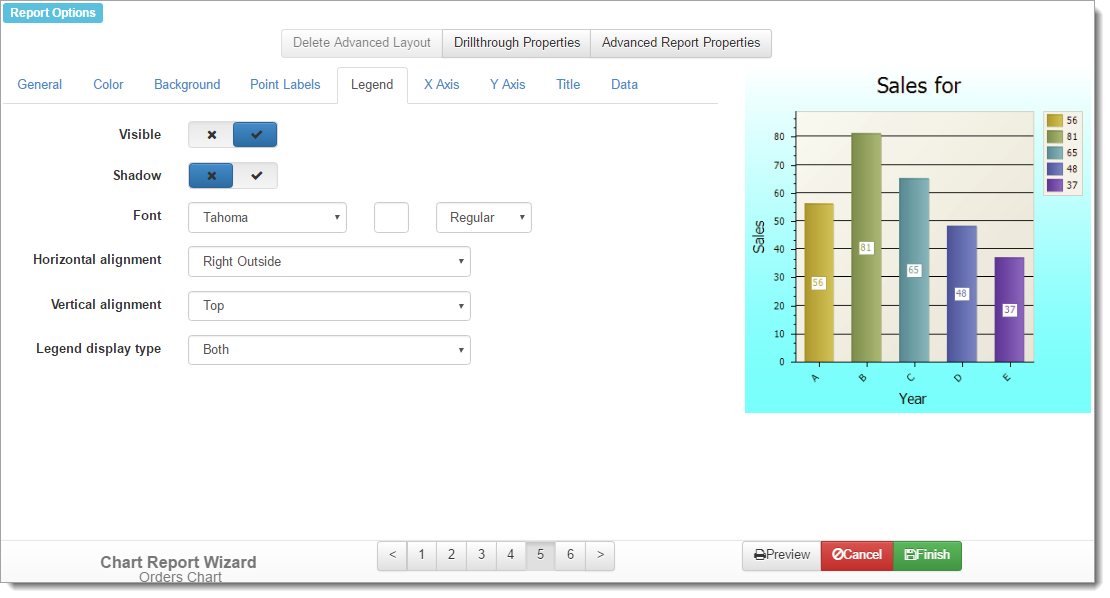 Report Options
Delete Advanced Layout Drillthrough Properties Advanced Report Properties
General Color Background Point Labels Legend X Axis Y Axis Title Data
Visible
Shadow
Font Tahoma Regular
Horizontal alignment Right Outside
Vertical alignment Top
Legend display type Both
Sales for
56
81
65
48
37
Sales
80
70
60
50
40
30
20
10
0
56 81 65 48 37
A B C D E
Year
Chart Report Wizard
Orders Chart
< 1 2 3 4 5 6 >
Preview Cancel Finish